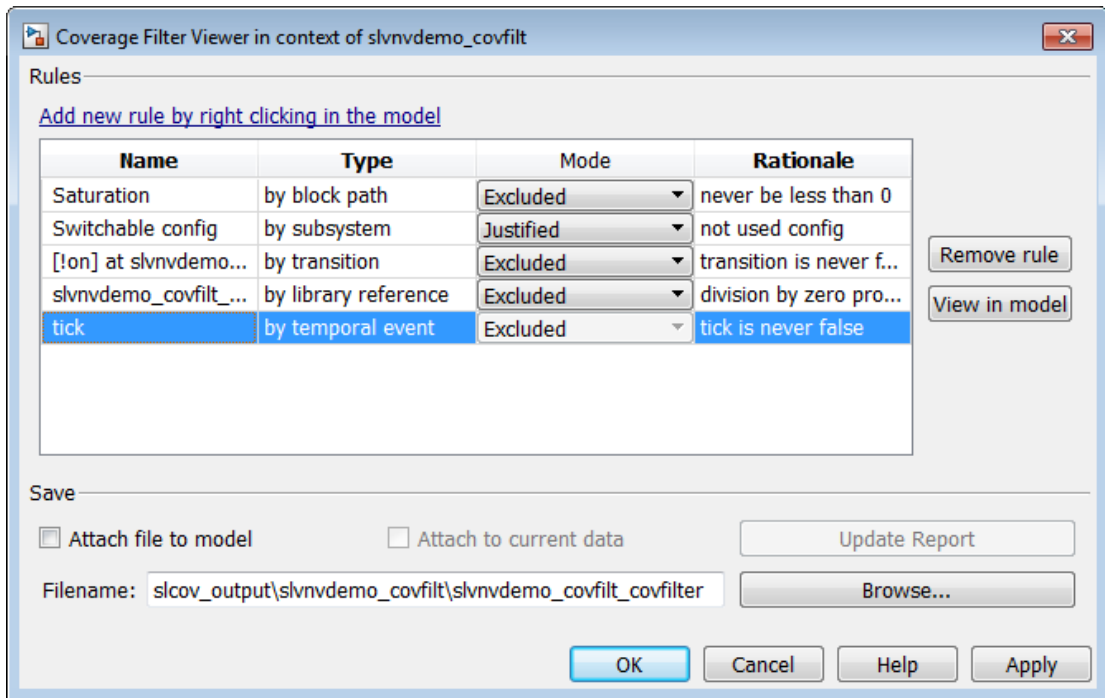 Coverage Filter Viewer in context of slvnvdemo_covfilt
Rules
Add new rule by right clicking in the model
Name Type Mode Rationale
Saturation by block path Excluded never be less than 0
Switchable config by subsystem Justified not used config
[!on] at slvnvdemo... by transition Excluded transition is never f...
slvnvdemo_covfilt_... by library reference Excluded division by zero pro...
tick by temporal event Excluded tick is never false
Remove rule
View in model
Save
Attach file to model Attach to current data Update Report
Filename: slcov_output\slvnvdemo_covfilt\slvnvdemo_covfilt_covfilter Browse...
OK Cancel Help Apply